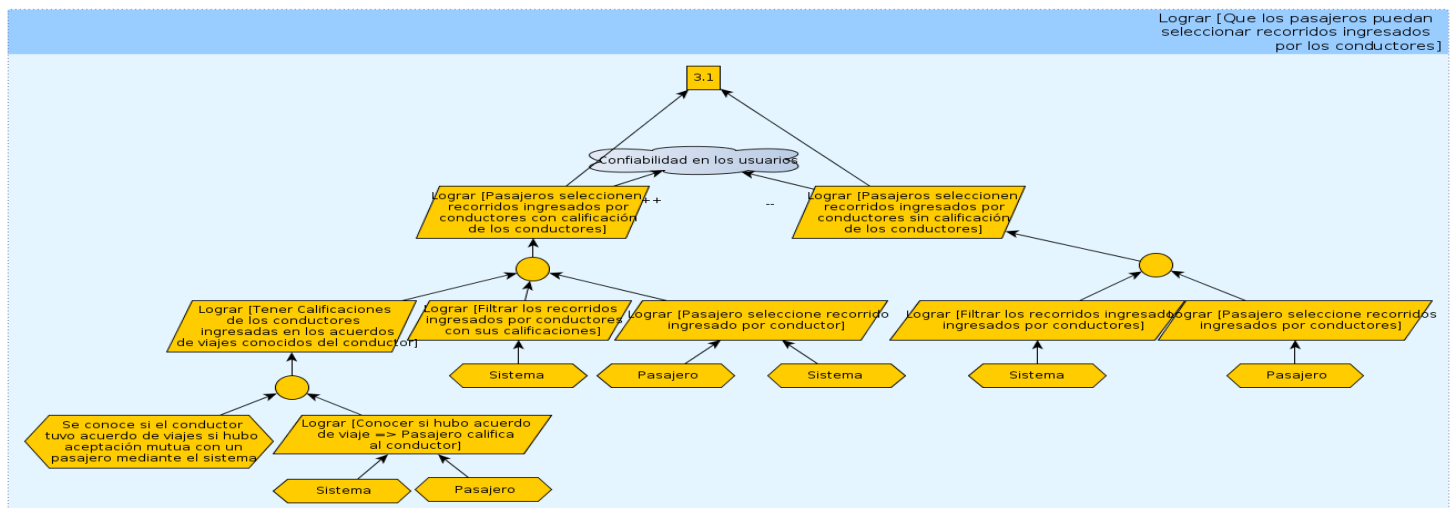 Lograr [Que los pasajeros puedan
seleccionar recorridos ingresados
por los conductores]
3.1
Confiabilidad en los usuarios
Lograr [Pasajeros seleccionen
recorridos ingresados por
conductores con calificación
de los conductores]
++
--
Lograr [Pasajeros seleccionen
recorridos ingresados por
conductores sin calificación
de los conductores]
Lograr [Tener Calificaciones
de los conductores
ingresadas en los acuerdos
de viajes conocidos del conductor]
Lograr [Filtrar los recorridos
ingresos por conductores
con sus calificaciones]
Lograr [Pasajero seleccione recorrido
ingresado por conductor]
Lograr [Filtrar los recorridos ingresados
ingresados por conductores]
Lograr [Pasajero seleccione recorridos
ingresados por conductores]
Sistema
Pasajero
Sistema
Sistema
Pasajero
Se conoce si el conductor
tuvo acuerdo de viajes si hubo
aceptación mutua con un
pasajero mediante el sistema
Lograr [Conocer si hubo acuerdo
de viaje => Pasajero califica
al conductor]
Sistema
Pasajero